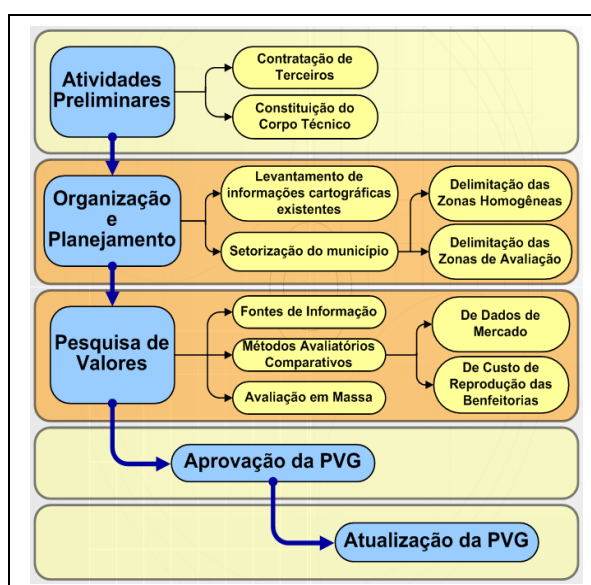 Atividades
Preliminares
Contratação de
Terceiros
Constituição do
Corpo Técnico
Organização
e
Planejamento
Levantamento de
informações cartográficas
existentes
Setorização do município
Delimitação das
Zonas Homogêneas
Delimitação das
Zonas de Avaliação
Pesquisa de
Valores
Fontes de Informação
Métodos Avaliatórios
Comparativos
Avaliação em Massa
De Dados de
Mercado
De Custo de
Reprodução das
Benfeitorias
Aprovação da PVG
Atualização da PVG